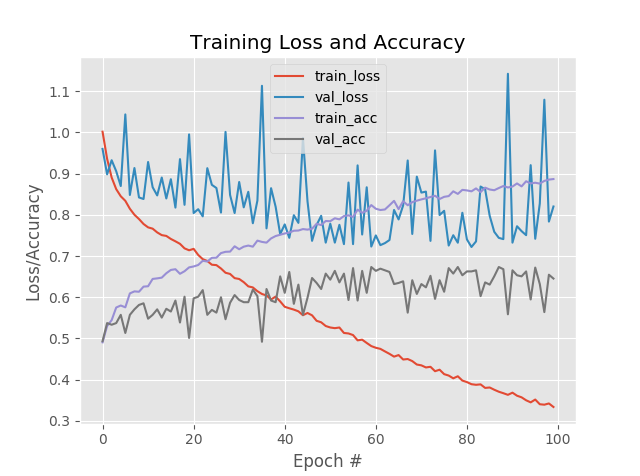 Training Loss and Accuracy
train_loss
val_loss
train_acc
val_acc
Loss/Accuracy
1.1
1.0
0.9
0.8
0.7
0.6
0.5
0.4
0.3
0 20 40 60 80 100
Epoch #